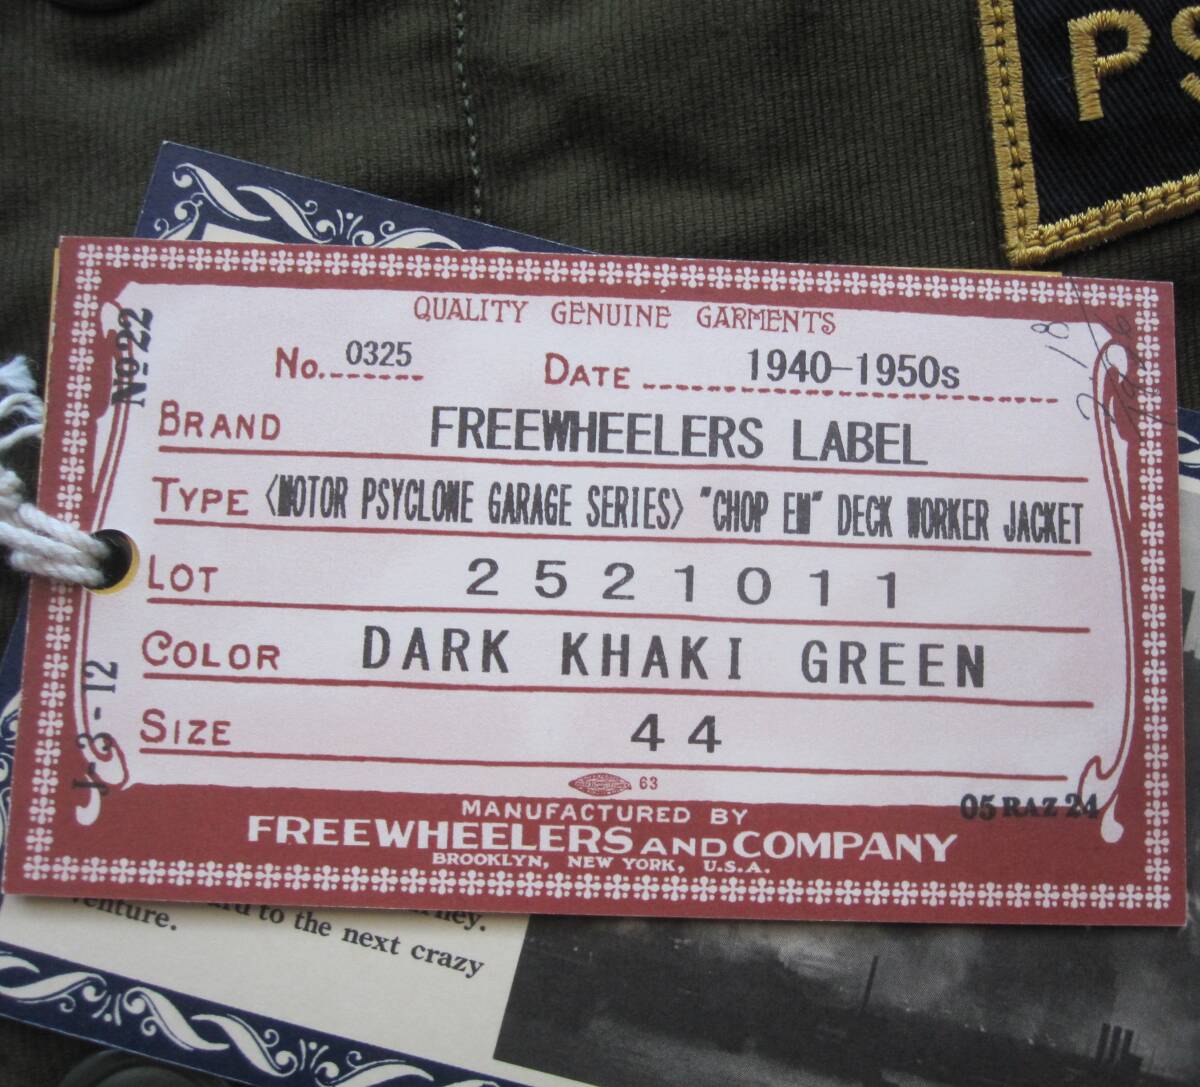 PS
QUALITY GENUINE GARMENTS
No. 0325 DATE 1940-1950s
BRAND FREEWHEELERS LABEL
TYPE <MOTOR PSYCLONE GARAGE SERIES> "CHOP EM" DECK WORKER JACKET
LOT 2521011
COLOR DARK KHAKI GREEN
SIZE 44
63
MANUFACTURED BY
FREEWHEELERS AND COMPANY
BROOKLYN, NEW YORK, U.S.A.
No 22
J-3-12
05 RAZ 24
to the next crazy
venture.